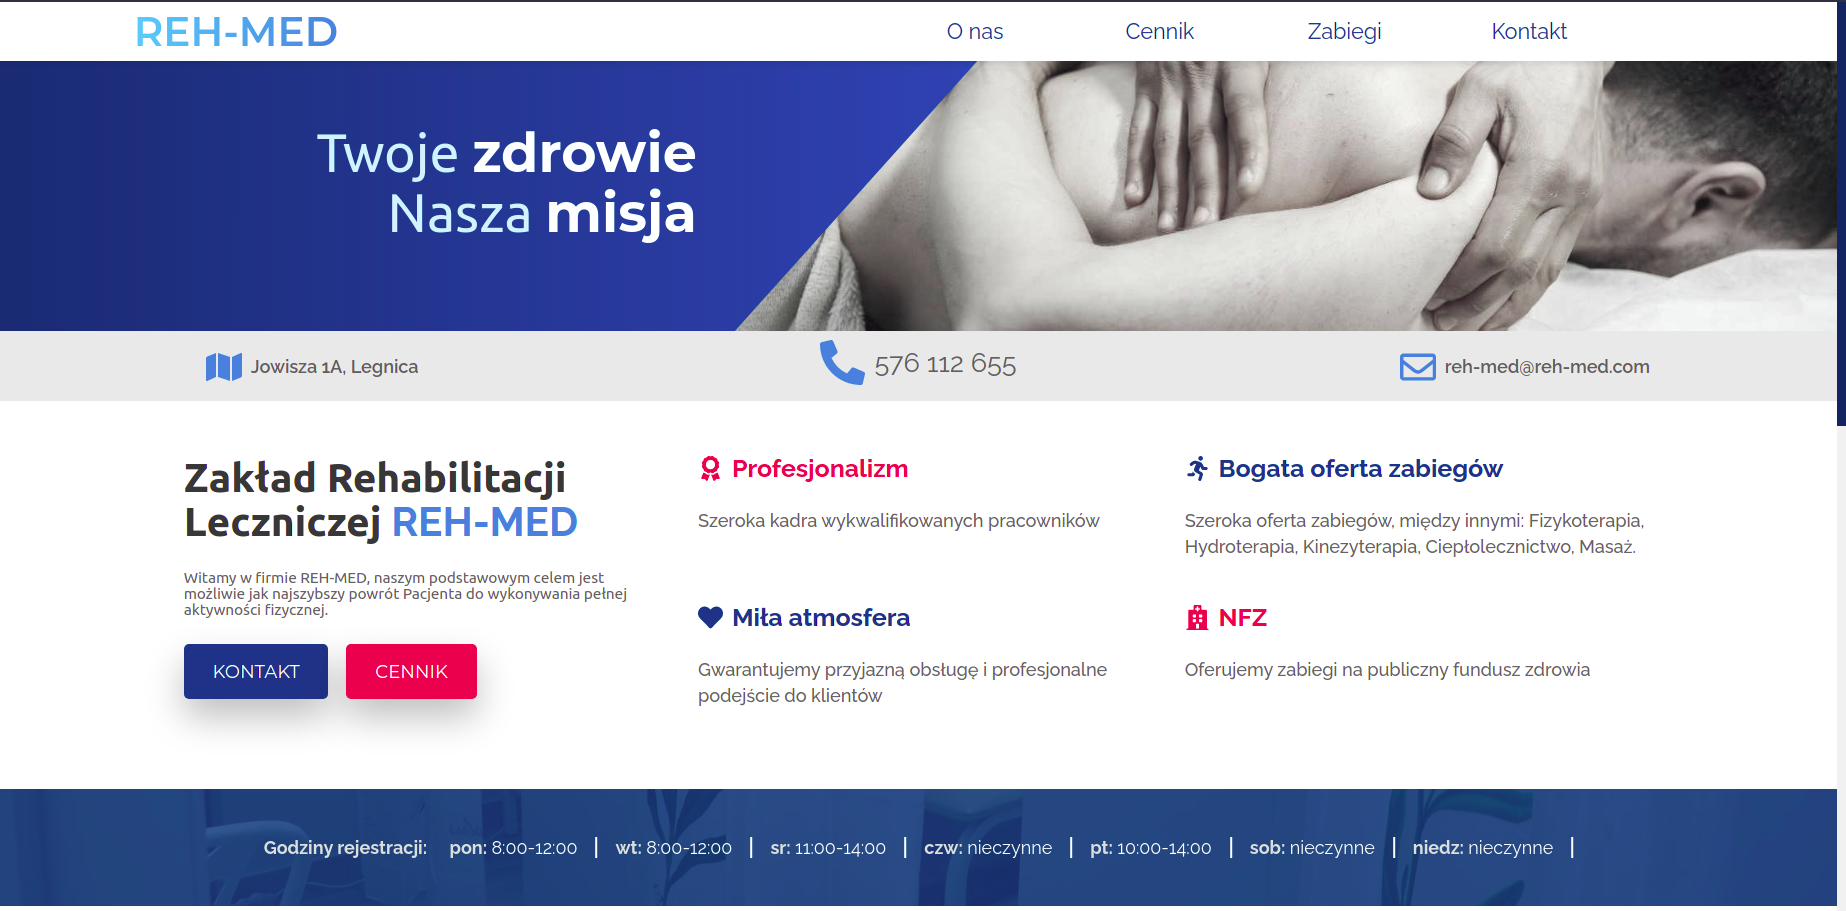 REH-MED
O nas
Cennik
Zabiegi
Kontakt
Twoje zdrowie
Nasza misja
Jowisza 1A, Legnica
576 112 655
reh-med@reh-med.com
Zakład Rehabilitacji
Leczniczej REH-MED
Witamy w firmie REH-MED, naszym podstawowym celem jest
możliwie jak najszybszy powrót Pacjenta do wykonywania pełnej
aktywności fizycznej.
KONTAKT
CENNIK
Profesjonalizm
Szeroka kadra wykwalifikowanych pracowników
Bogata oferta zabiegów
Szeroka oferta zabiegów, między innymi: Fizykoterapia,
Hydroterapia, Kinezyterapia, Ciepłolecznictwo, Masaż.
Miła atmosfera
Gwarantujemy przyjazną obsługę i profesjonalne
podejście do klientów
NFZ
Oferujemy zabiegi na publiczny fundusz zdrowia
Godziny rejestracji: pon: 8:00-12:00 | wt: 8:00-12:00 | sr: 11:00-14:00 | czw: nieczynne | pt: 10:00-14:00 | sob: nieczynne | niedz: nieczynne |